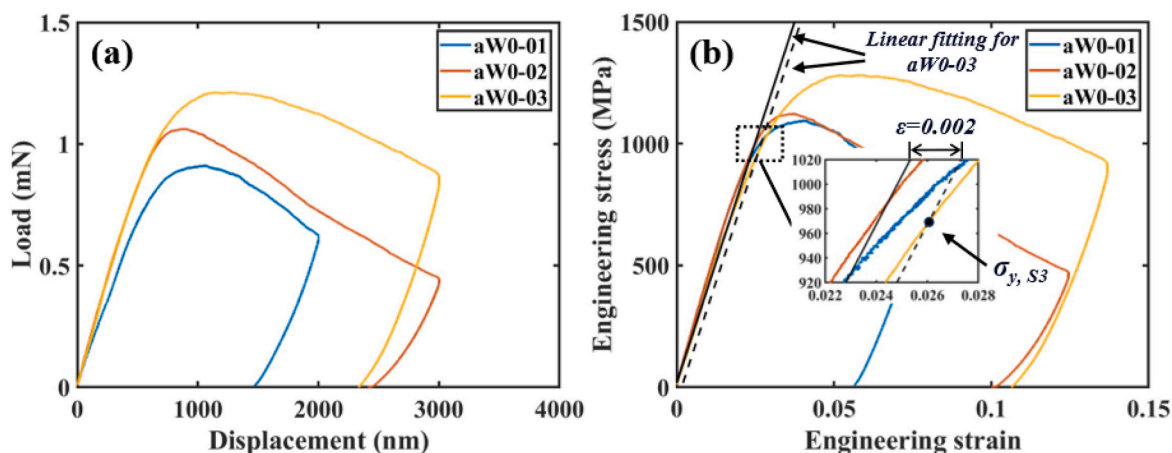 (a)
1.5
1
0.5
0
Load (mN)
0
1000
2000
3000
4000
Displacement (nm)
aW0-01
aW0-02
aW0-03
(b)
1500
1000
500
0
Engineering stress (MPa)
0
0.05
0.1
0.15
Engineering strain
Linear fitting for
aW0-03
aW0-01
aW0-02
aW0-03
ε=0.002
1020
1000
980
960
940
920
0.022
0.024
0.026
0.028
σy, S3